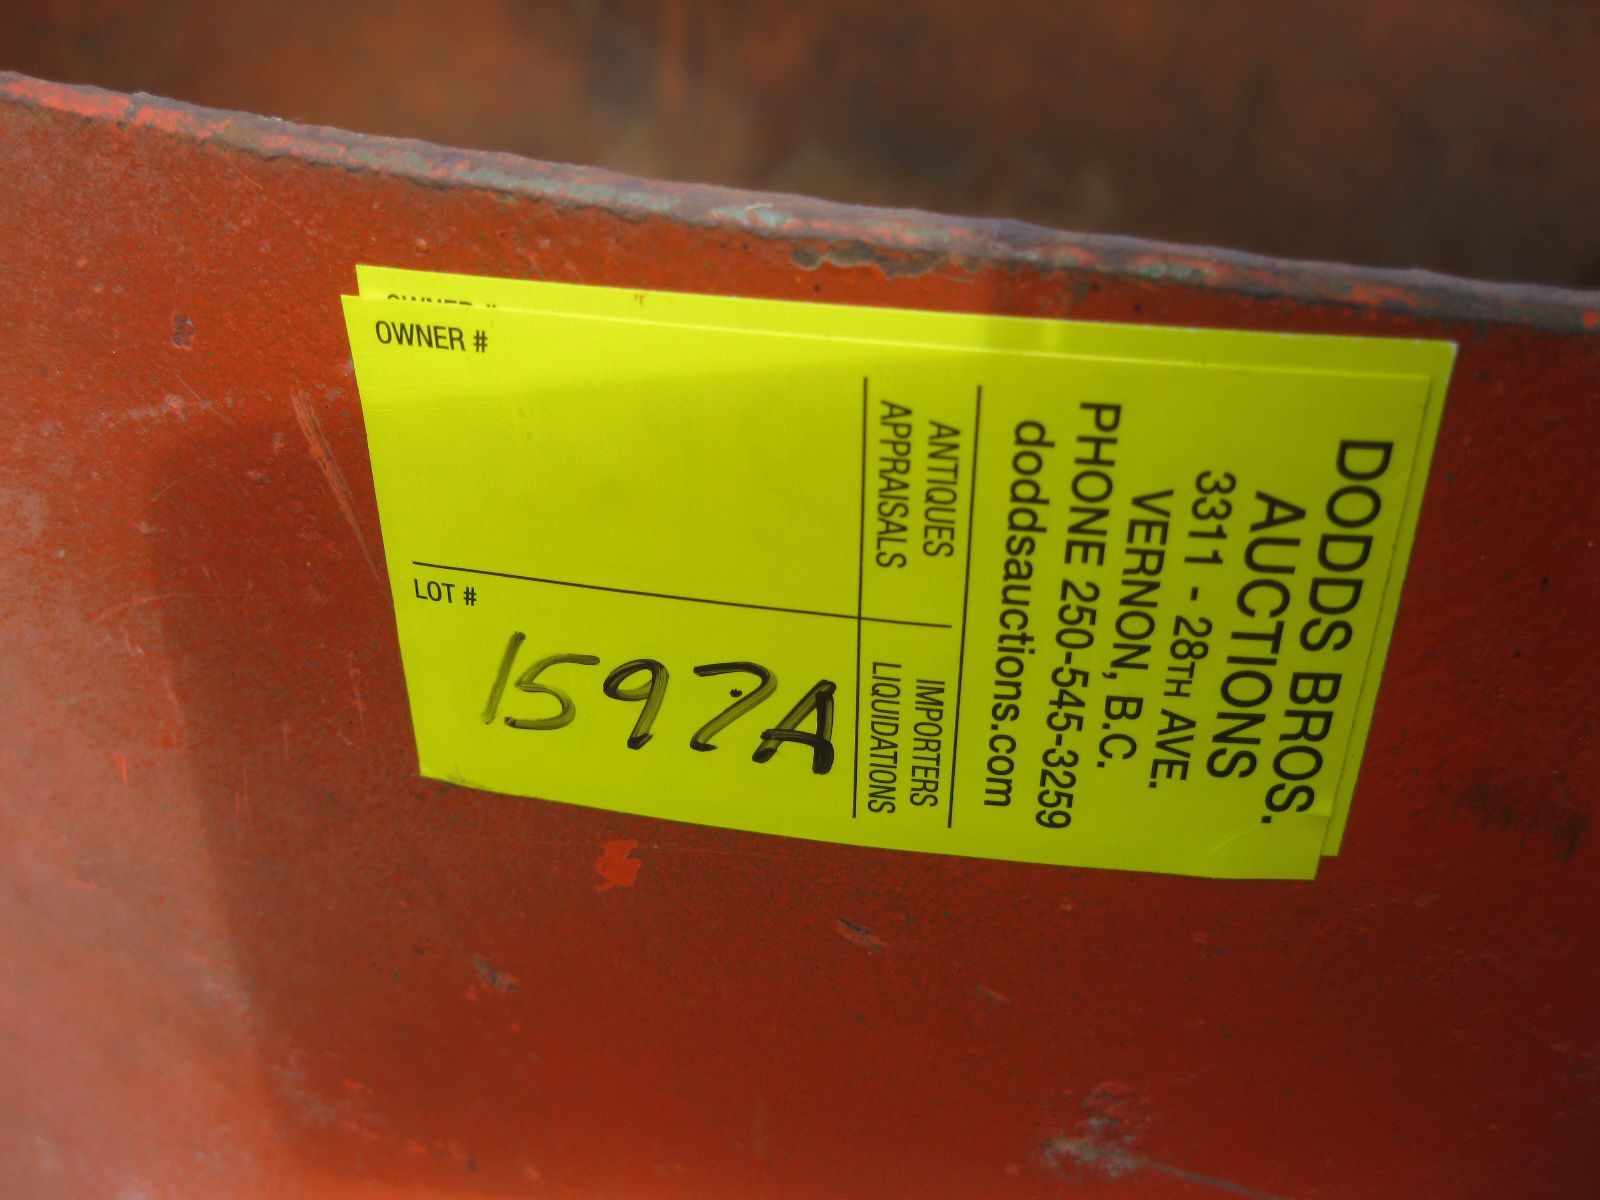 DODDS BROS.
AUCTIONS
3311 - 28TH AVE.
VERNON, B.C.
PHONE 250-545-3259
doddsauctions.com
ANTIQUES
APPRAISALS
IMPORTERS
LIQUIDATIONS
OWNER #
OWNER #
LOT #
1597A